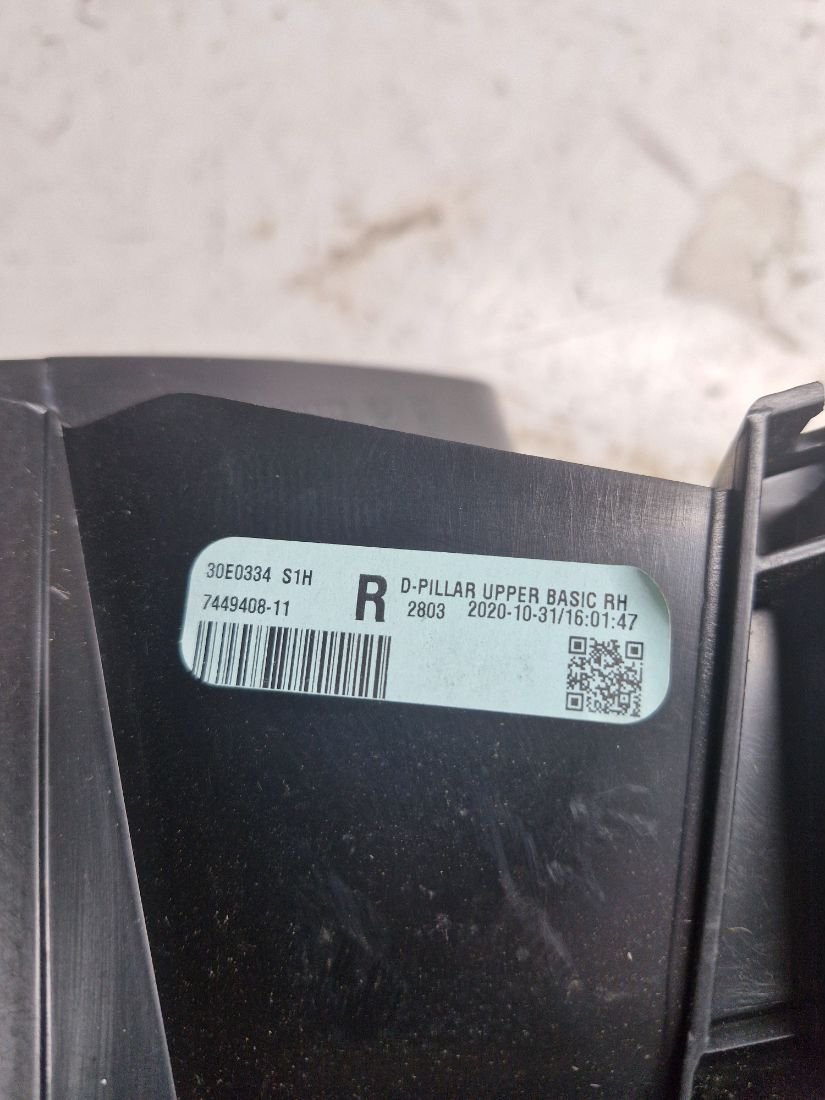 30E0334 S1H
7449408-11
R
D-PILLAR UPPER BASIC RH
2803 2020-10-31/16:01:47